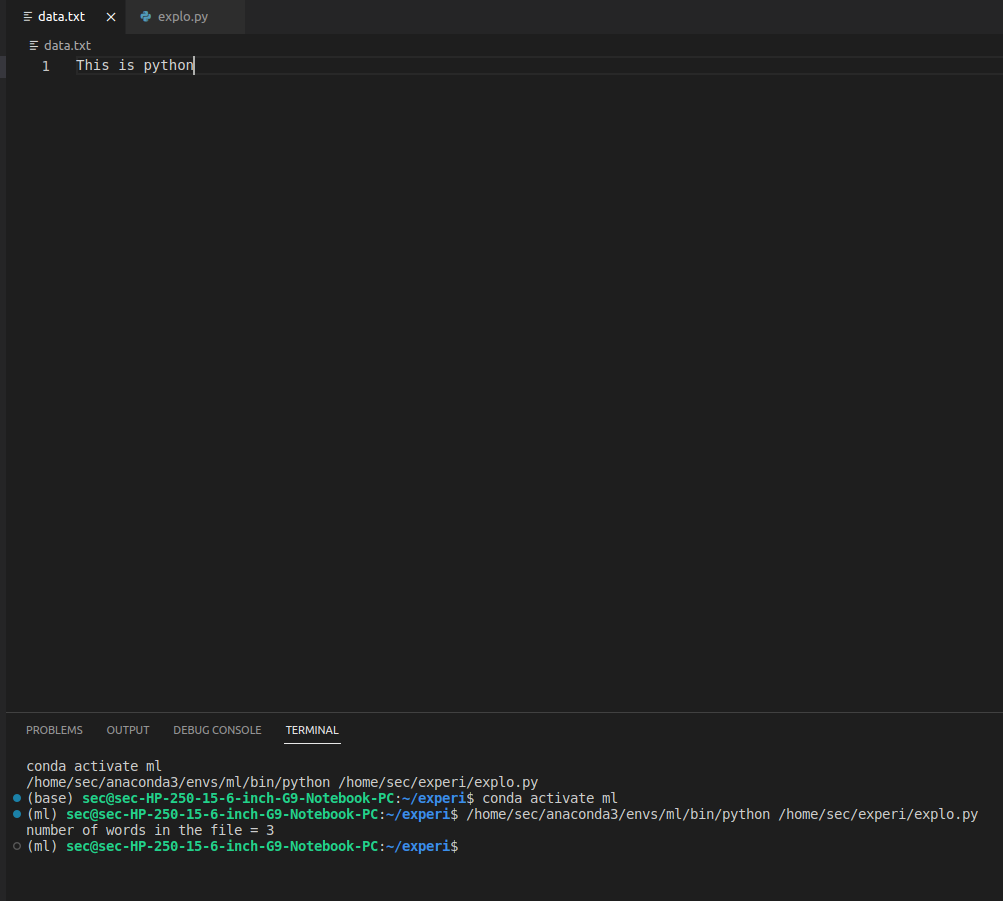 data.txt explo.py
data.txt
1 This is python
PROBLEMS OUTPUT DEBUG CONSOLE TERMINAL
conda activate ml
/home/sec/anaconda3/envs/ml/bin/python /home/sec/experi/explo.py
(base) sec@sec-HP-250-15-6-inch-G9-Notebook-PC:~/experi$ conda activate ml
(ml) sec@sec-HP-250-15-6-inch-G9-Notebook-PC:~/experi$ /home/sec/anaconda3/envs/ml/bin/python /home/sec/experi/explo.py
number of words in the file = 3
(ml) sec@sec-HP-250-15-6-inch-G9-Notebook-PC:~/experi$